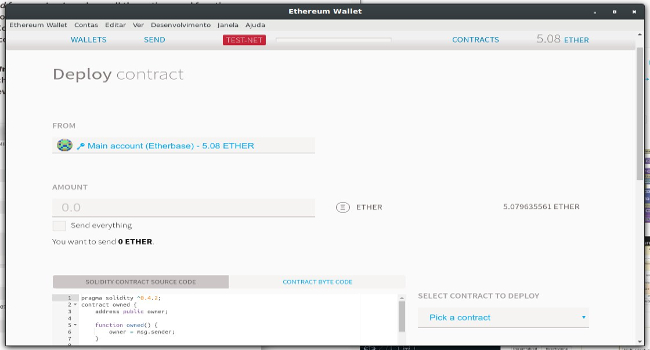 Ethereum Wallet
Ethereum Wallet Contas Editar Ver Desenvolvimento Janela Ajuda
WALLETS SEND TEST-NET CONTRACTS 5.08 ETHER
Deploy contract
FROM
Main account (Etherbase) - 5.08 ETHER
AMOUNT
0.0 ETHER 5.079635561 ETHER
Send everything
You want to send 0 ETHER.
SOLIDITY CONTRACT SOURCE CODE CONTRACT BYTE CODE
SELECT CONTRACT TO DEPLOY
Pick a contract
1 pragma solidity ^0.4.2;
2 contract owned {
3 address public owner;
4
5 function owned() {
6 owner = msg.sender;
7 }